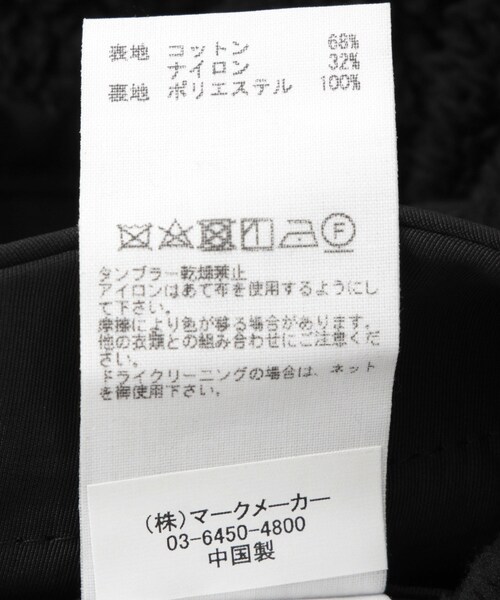 表地 コットン 68%
ナイロン 32%
裏地 ポリエステル 100%
F
タンブラー乾燥禁止
アイロンはあて布を使用するようにし
て下さい。
摩擦により色が移る場合があります。
他の衣類との組み合わせにご注意くだ
さい。
ドライクリーニングの場合は、ネット
を御使用下さい。
(株)マークメーカー
03-6450-4800
中国製